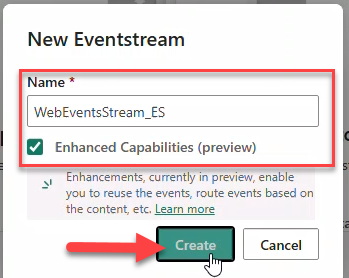 New Eventstream
Name *
WebEventsStream_ES
Enhanced Capabilities (preview)
Enhancements, currently in preview, enable
you to reuse the events, route events based on
the content, etc. Learn more
Create
Cancel